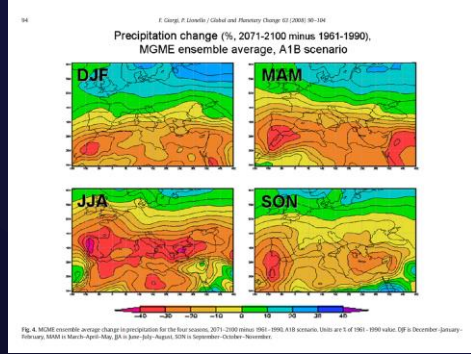 94
F. Giorgi, P. Lionello / Global and Planetary Change 63 (2008) 90–104
Precipitation change (%, 2071-2100 minus 1961-1990),
MGME ensemble average, A1B scenario
DJF
MAM
JJA
SON
-40 -30 -20 -10 0 10 20 30 40
Fig. 4. MGME ensemble average change in precipitation for the four seasons, 2071–2100 minus 1961–1990, A1B scenario. Units are % of 1961–1990 value. DJF is December-January-
February, MAM is March-April-May, JJA is June-July-August, SON is September-October-November.